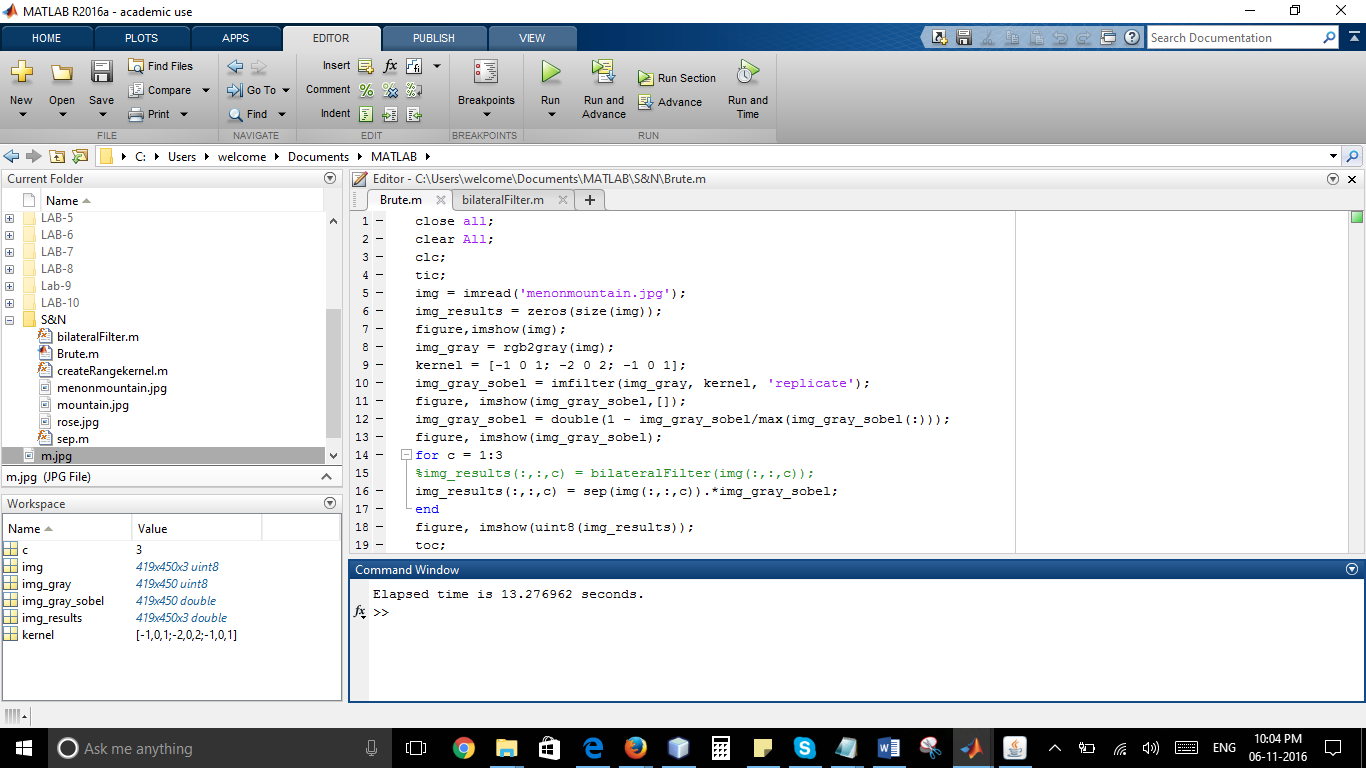 MATLAB R2016a - academic use
HOME PLOTS APPS EDITOR PUBLISH VIEW
Search Documentation
New Open Save
Find Files
Compare
Print
FILE
Go To
Find
NAVIGATE
Insert fx
Comment
Indent
EDIT
Breakpoints
BREAKPOINTS
Run
Run and Advance
Run Section
Advance
Run and Time
RUN
C: Users welcome Documents MATLAB
Current Folder
Name
LAB-5
LAB-6
LAB-7
LAB-8
Lab-9
LAB-10
S&N
bilateralFilter.m
Brute.m
createRangekernel.m
menonmountain.jpg
mountain.jpg
rose.jpg
sep.m
m.jpg
m.jpg (JPG File)
Workspace
Name Value
c 3
img 419x450x3 uint8
img_gray 419x450 uint8
img_gray_sobel 419x450 double
img_results 419x450x3 double
kernel [-1,0,1;-2,0,2;-1,0,1]
Editor - C:\Users\welcome\Documents\MATLAB\S&N\Brute.m
Brute.m bilateralFilter.m +
1 close all;
2 clear All;
3 clc;
4 tic;
5 img = imread('menonmountain.jpg');
6 img_results = zeros(size(img));
7 figure,imshow(img);
8 img_gray = rgb2gray(img);
9 kernel = [-1 0 1; -2 0 2; -1 0 1];
10 img_gray_sobel = imfilter(img_gray, kernel, 'replicate');
11 figure, imshow(img_gray_sobel,[]);
12 img_gray_sobel = double(1 - img_gray_sobel/max(img_gray_sobel(:)));
13 figure, imshow(img_gray_sobel);
14 for c = 1:3
15 %img_results(:,:,c) = bilateralFilter(img(:,:,c));
16 img_results(:,:,c) = sep(img(:,:,c)).*img_gray_sobel;
17 end
18 figure, imshow(uint8(img_results));
19 toc;
Command Window
Elapsed time is 13.276962 seconds.
fx >>
Ask me anything
ENG
10:04 PM
06-11-2016